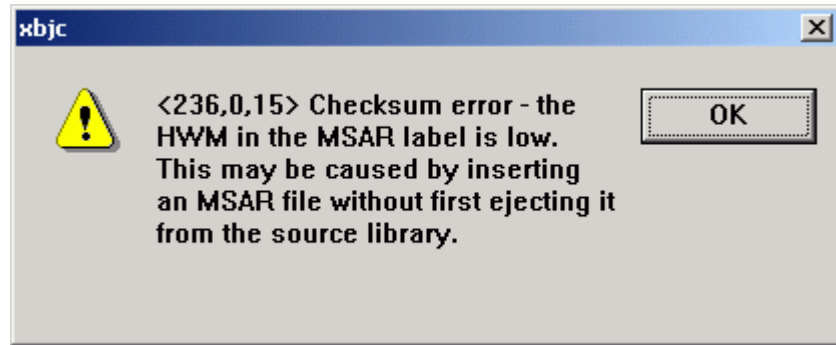 xbjc
<236,0,15> Checksum error - the
HWM in the MSAR label is low.
This may be caused by inserting
an MSAR file without first ejecting it
from the source library.
OK